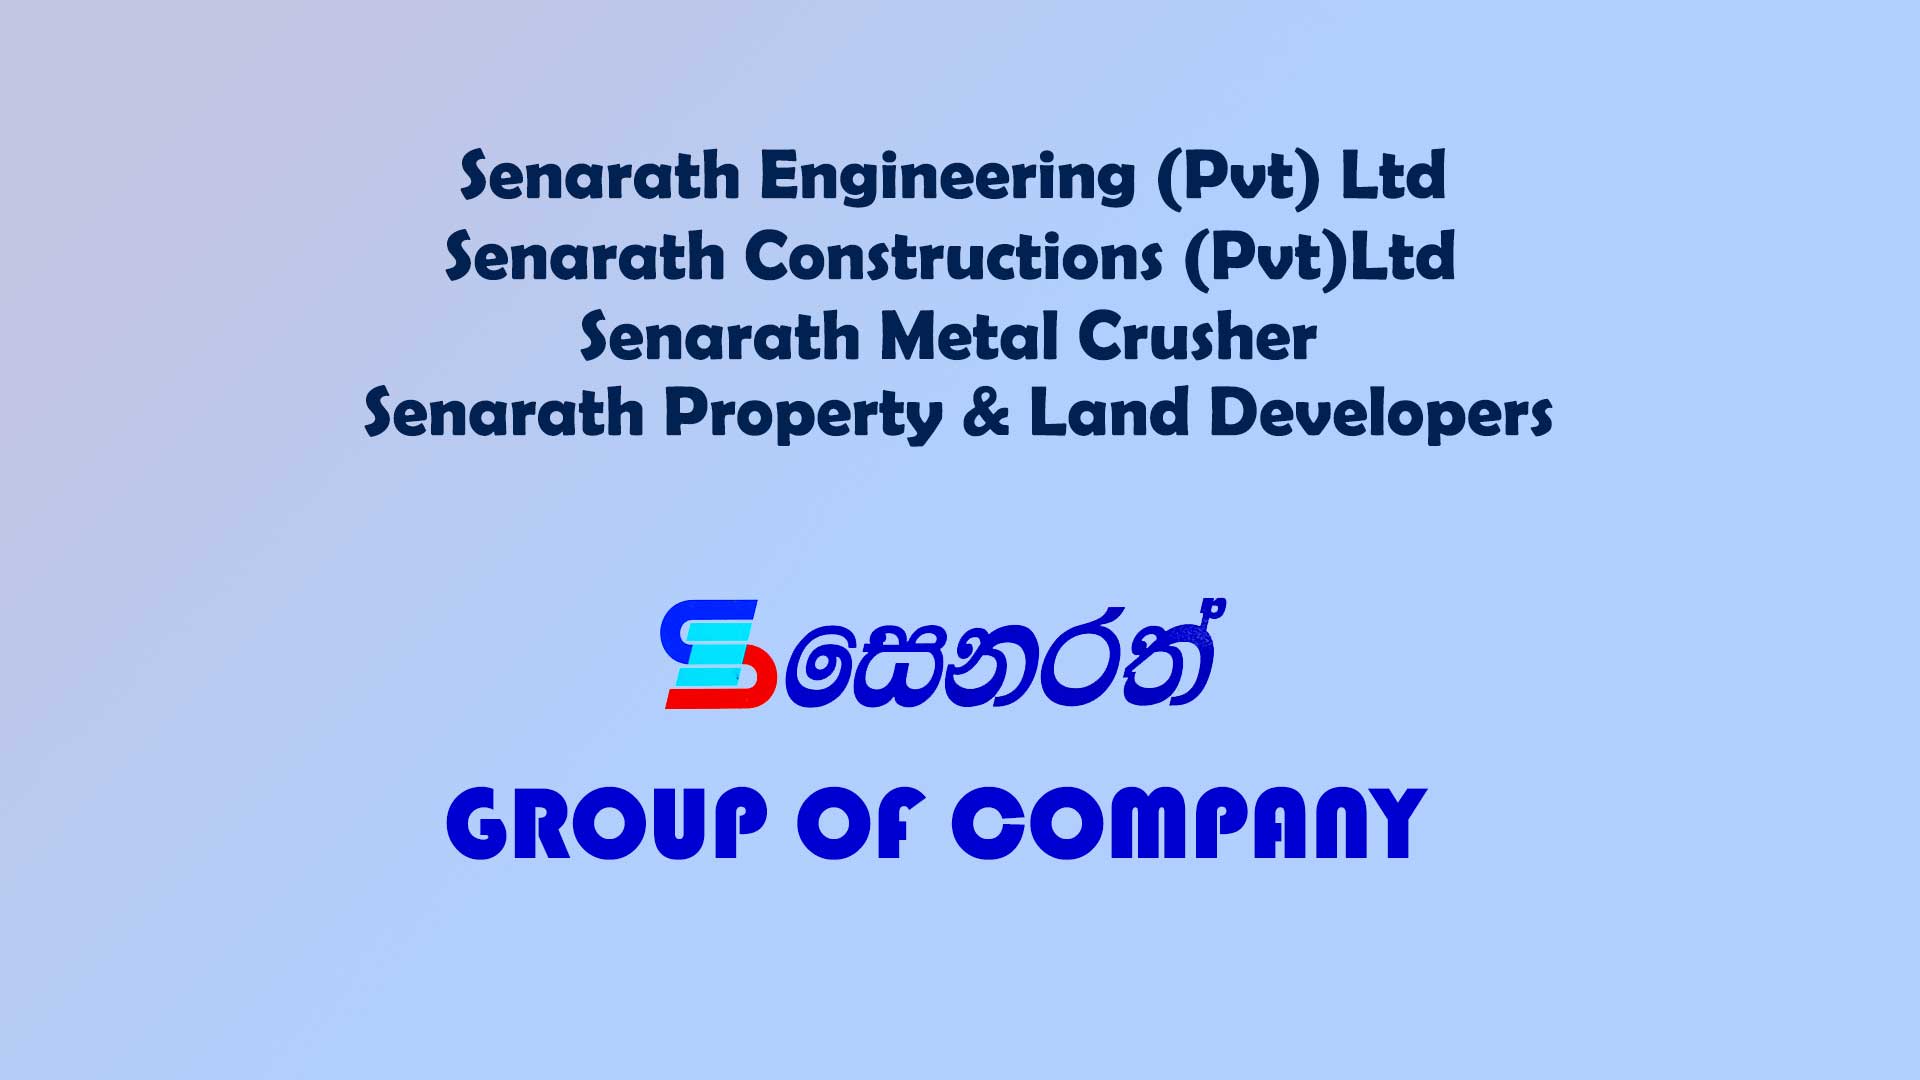 Senarath Engineering (Pvt) Ltd
Senarath Constructions (Pvt)Ltd
Senarath Metal Crusher
Senarath Property & Land Developers
සෙනරත්
GROUP OF COMPANY